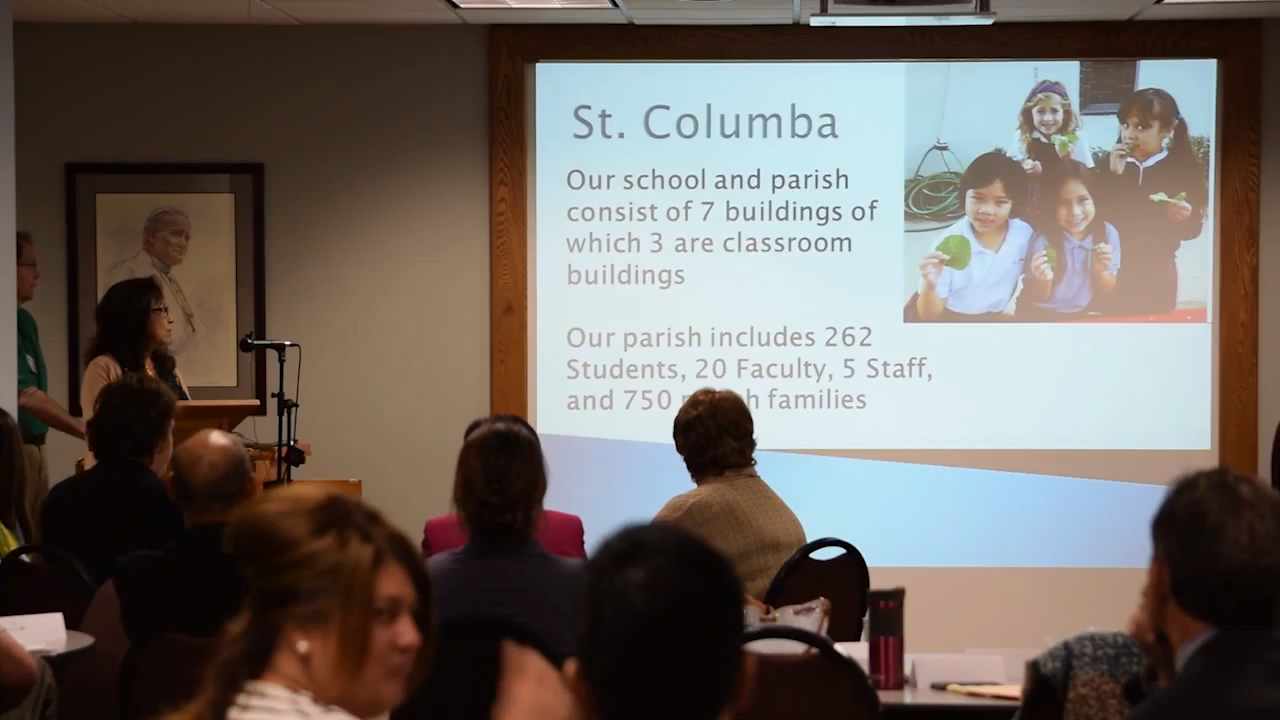 St. Columba
Our school and parish
consist of 7 buildings of
which 3 are classroom
buildings
Our parish includes 262
Students, 20 Faculty, 5 Staff,
and 750 families